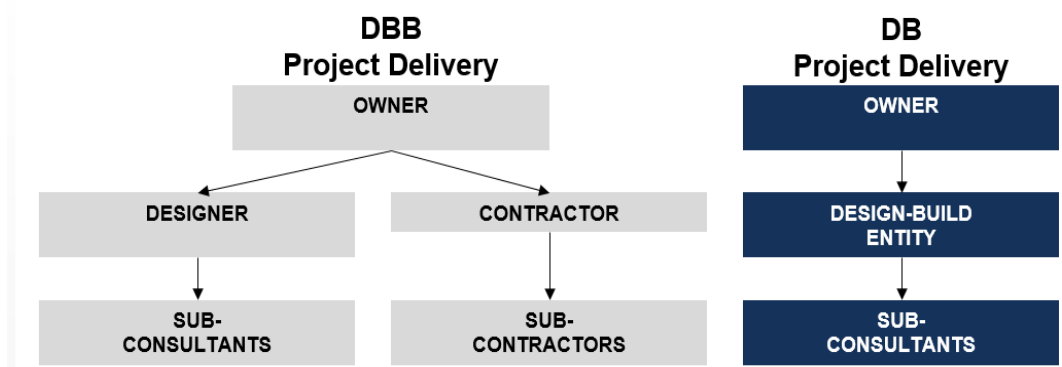 DBB
Project Delivery
OWNER
DESIGNER
CONTRACTOR
SUB-
CONSULTANTS
SUB-
CONTRACTORS
DB
Project Delivery
OWNER
DESIGN-BUILD
ENTITY
SUB-
CONSULTANTS